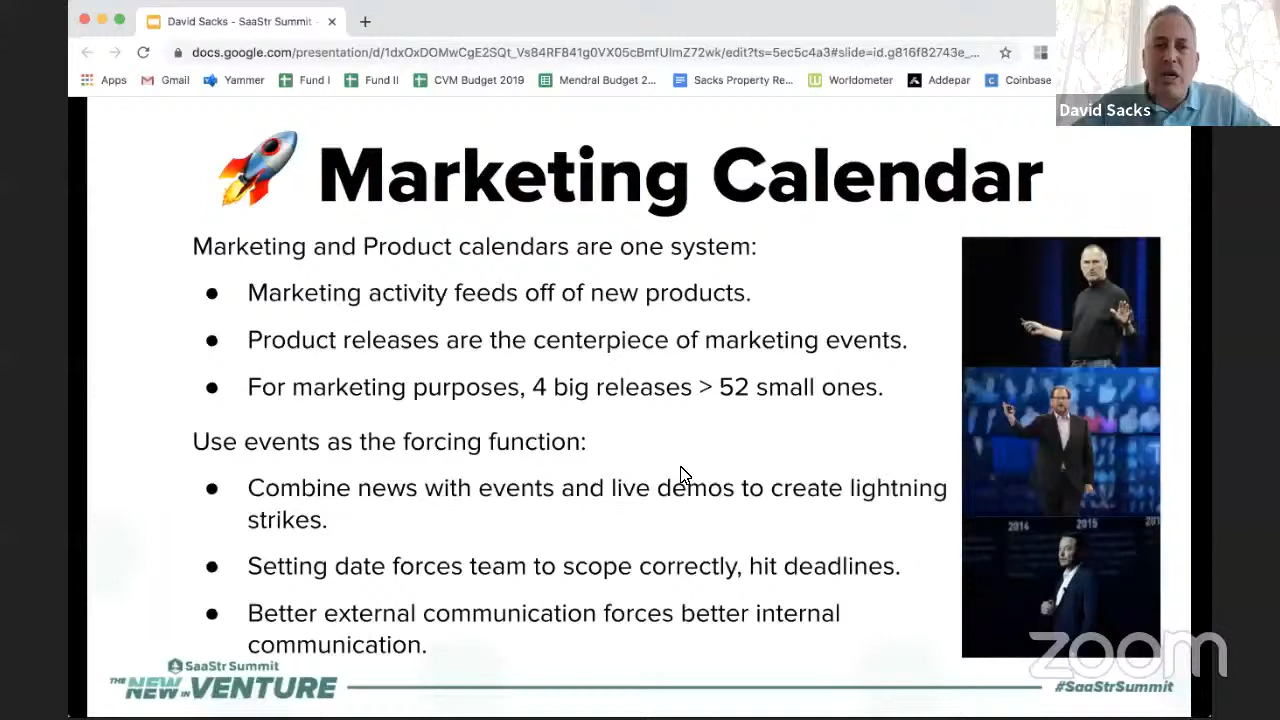 David Sacks - SaaStr Summit -
docs.google.com/presentation/d/1dxOxDOMwCgE2SQt_Vs84RF841g0VX05cBmfUlmZ72wk/edit?ts=5ec5c4a3#slide=id.g816f82743e_...
Apps Gmail Yammer Fund I Fund II CVM Budget 2019 Mendral Budget 2... Sacks Property Re... Worldometer Addepar Coinbase
David Sacks
Marketing Calendar
Marketing and Product calendars are one system:
● Marketing activity feeds off of new products.
● Product releases are the centerpiece of marketing events.
● For marketing purposes, 4 big releases > 52 small ones.
Use events as the forcing function:
● Combine news with events and live demos to create lightning
strikes.
● Setting date forces team to scope correctly, hit deadlines.
● Better external communication forces better internal
communication.
2014 2015
SaaStr Summit
THE NEW IN VENTURE
#SaaStrSummit
zoom